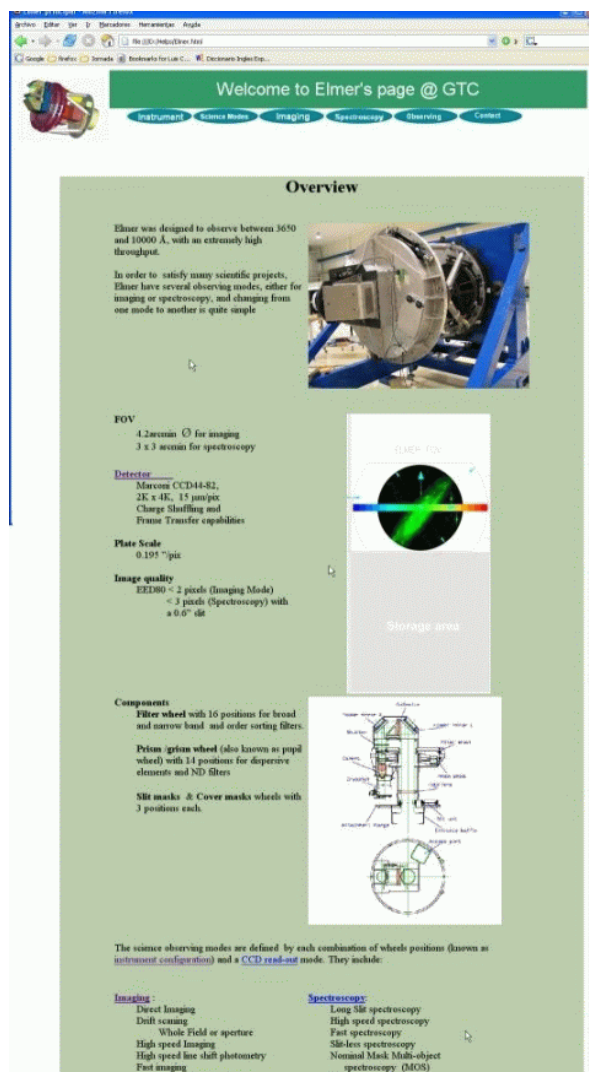 Archivo Editar Ver Ir Marcadores Herramientas Ayuda
Google Firefox Jornada Bookmarks for Luis C... Diccionario Ingles Esp...
Welcome to Elmer's page @ GTC
Instrument Science Modes Imaging Spectroscopy Observing Contact
Overview
Elmer was designed to observe between 3650
and 10000 Å, with an extremely high
throughput.
In order to satisfy many scientific projects,
Elmer have several observing modes, either for
imaging or spectroscopy, and changing from
one mode to another is quite simple
FOV
4.2arcmin Ø for imaging
3 x 3 arcmin for spectroscopy
Detector
Marconi CCD44-82,
2K x 4K, 15 μm/pix
Charge Shuffling and
Frame Transfer capabilities
Plate Scale
0.195 "/pix
Image quality
EED80 < 2 pixels (Imaging Mode)
< 3 pixels (Spectroscopy) with
a 0.6" slit
ELMER FOV
Storage area
Components
Filter wheel with 16 positions for broad
and narrow band and order sorting filters.
Prism /grism wheel (also known as pupil
wheel) with 14 positions for dispersive
elements and ND filters
Slit masks & Cover masks wheels with
3 positions each.
Collimator
Shutter
Camera
Cryostat
Access port
The science observing modes are defined by each combination of wheels positions (known as
instrument configuration) and a CCD read-out mode. They include:
Imaging :
Direct Imaging
Drift scaning
Whole Field or aperture
High speed Imaging
High speed line shift photometry
Fast imaging
Spectroscopy:
Long Slit spectroscopy
High speed spectroscopy
Fast spectroscopy
Slit-less spectroscopy
Nominal Mask Multi-object
spectroscopy (MOS)